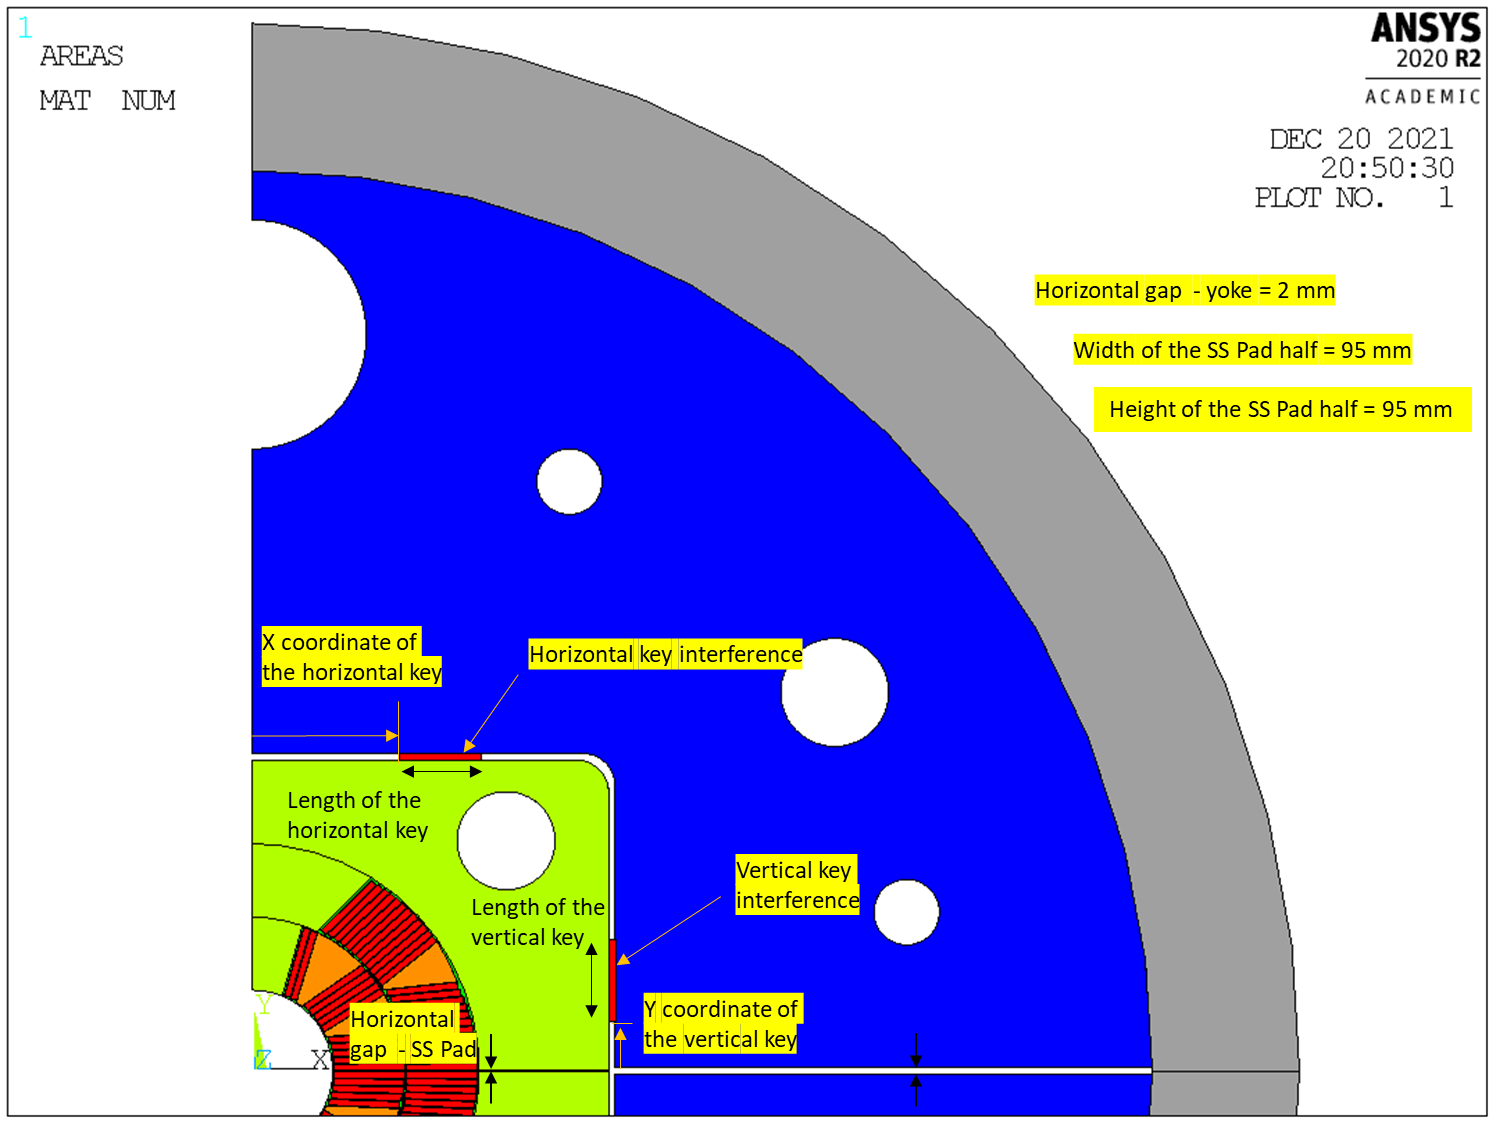 1
AREAS
MAT NUM
ANSYS
2020 R2
ACADEMIC
DEC 20 2021
20:50:30
PLOT NO. 1
Horizontal gap - yoke = 2 mm
Width of the SS Pad half = 95 mm
Height of the SS Pad half = 95 mm
X coordinate of
the horizontal key
Horizontal key interference
Length of the
horizontal key
Vertical key
interference
Length of the
vertical key
Y coordinate of
the vertical key
Horizontal
gap - SS Pad
Y
Z
X